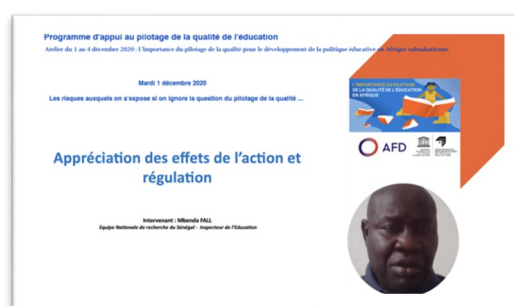 Programme d'appui au pilotage de la qualité de l'éducation
Atelier du 1 au 4 décembre 2020 : L'importance du pilotage de la qualité pour le développement de la politique éducative en Afrique subsaharienne.
Mardi 1 décembre 2020
Les risques auxquels on s'expose si on ignore la question du pilotage de la qualité ...
L'IMPORTANCE DU PILOTAGE
DE LA QUALITÉ DE L'ÉDUCATION
EN AFRIQUE
AFD
Appréciation des effets de l'action et
régulation
Intervenant : Mbenda FALL
Equipe Nationale de recherche du Sénégal - Inspecteur de l'Education